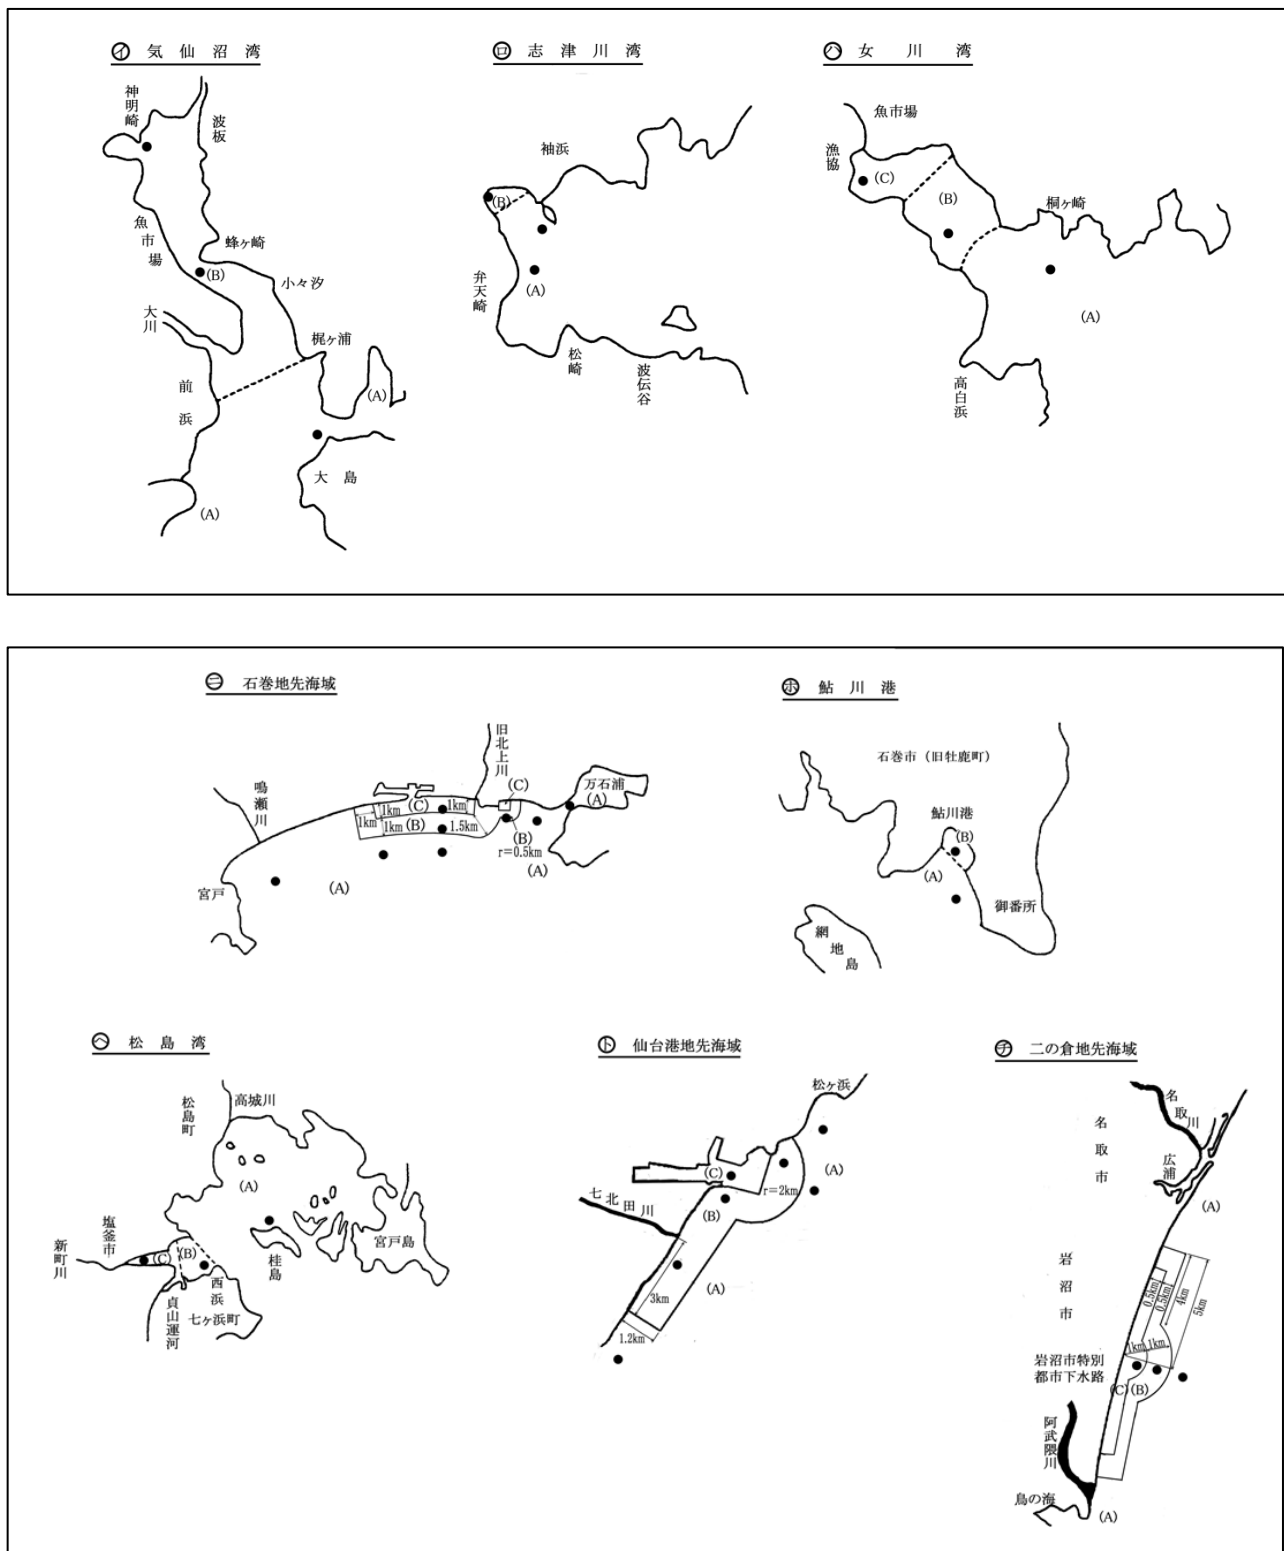 ㋑ 気仙沼湾
神明崎
波板
魚市場
蜂ヶ崎
(B)
小々汐
大川
梶ヶ浦
前浜
(A)
大島
(A)
㋺ 志津川湾
袖浜
(B)
弁天崎
(A)
松崎
波伝谷
㋩ 女川湾
魚市場
漁協
(C)
(B)
桐ヶ崎
(A)
高白浜
㋥ 石巻地先海域
旧北上川
鳴瀬川
万石浦
(C)
(A)
1km
(C)
1km
1km
1km
(B)
1.5km
(B)
r=0.5km
(A)
(A)
宮戸
㋭ 鮎川港
石巻市(旧牡鹿町)
鮎川港
(B)
(A)
御番所
網地島
㋬ 松島湾
松島町
高城川
(A)
塩釜市
新町川
(C)
(B)
桂島
宮戸島
西浜
貞山運河
七ヶ浜町
㋣ 仙台港地先海域
松ヶ浜
(C)
(A)
r=2km
七北田川
(B)
(A)
3km
1.2km
㋠ 二の倉地先海域
名取川
名取市
広浦
(A)
岩沼市
0.5km
0.5km
4km
5km
1km
1km
岩沼市特別
都市下水路
(C)
(B)
阿武隈川
鳥の海
(A)